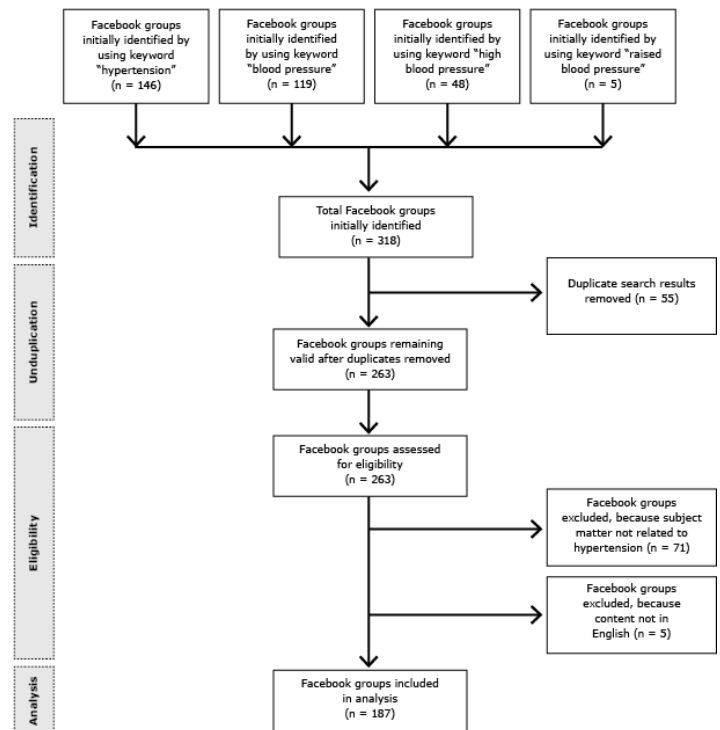 Facebook groups
initially identified by
using keyword
“hypertension”
(n = 146)
Facebook groups
initially identified
by using keyword
“blood pressure”
(n = 119)
Facebook groups
initially identified by
using keyword “high
blood pressure”
(n = 48)
Facebook groups
initially identified by
using keyword “raised
blood pressure”
(n = 5)
Identification
Total Facebook groups
initially identified
(n = 318)
Unduplication
Duplicate search results
removed (n = 55)
Facebook groups remaining
valid after duplicates removed
(n = 263)
Eligibility
Facebook groups assessed
for eligibility
(n = 263)
Facebook groups
excluded, because subject
matter not related to
hypertension (n = 71)
Facebook groups
excluded, because
content not in
English (n = 5)
Analysis
Facebook groups included
in analysis
(n = 187)